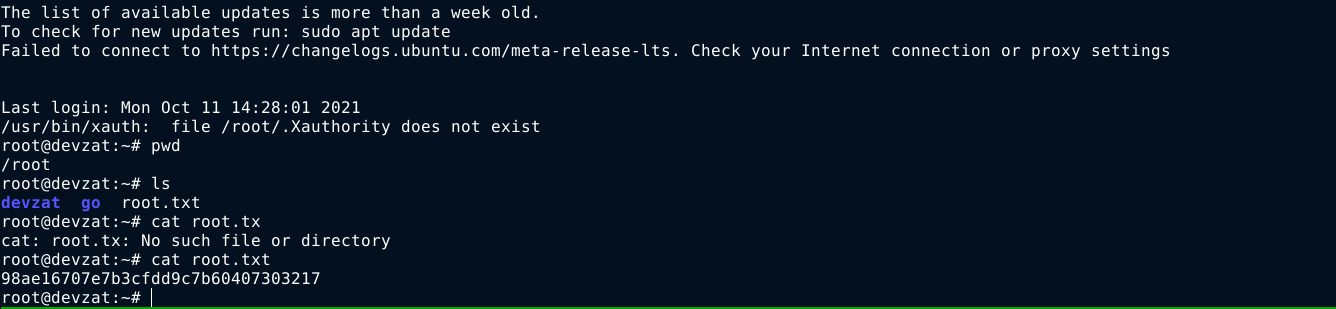 The list of available updates is more than a week old.
To check for new updates run: sudo apt update
Failed to connect to https://changelogs.ubuntu.com/meta-release-lts. Check your Internet connection or proxy settings
Last login: Mon Oct 11 14:28:01 2021
/usr/bin/xauth:  file /root/.Xauthority does not exist
root@devzat:~# pwd
/root
root@devzat:~# ls
devzat  go  root.txt
root@devzat:~# cat root.tx
cat: root.tx: No such file or directory
root@devzat:~# cat root.txt
98ae16707e7b3cfdd9c7b60407303217
root@devzat:~#